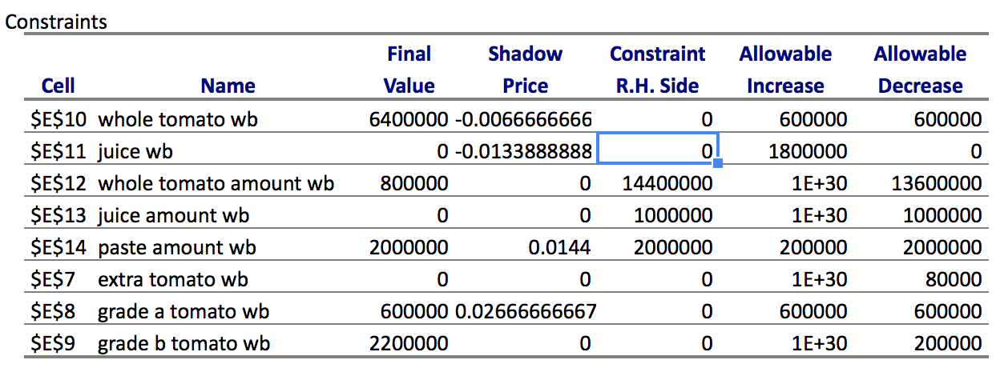 Constraints
Final Shadow Constraint Allowable Allowable
Cell Name Value Price R.H. Side Increase Decrease
$E$10 whole tomato wb 6400000 -0.0066666666 0 600000 600000
$E$11 juice wb 0 -0.0133888888 0 1800000 0
$E$12 whole tomato amount wb 800000 0 14400000 1E+30 13600000
$E$13 juice amount wb 0 0 1000000 1E+30 1000000
$E$14 paste amount wb 2000000 0.0144 2000000 200000 2000000
$E$7 extra tomato wb 0 0 0 1E+30 80000
$E$8 grade a tomato wb 600000 0.02666666667 0 600000 600000
$E$9 grade b tomato wb 2200000 0 0 1E+30 200000